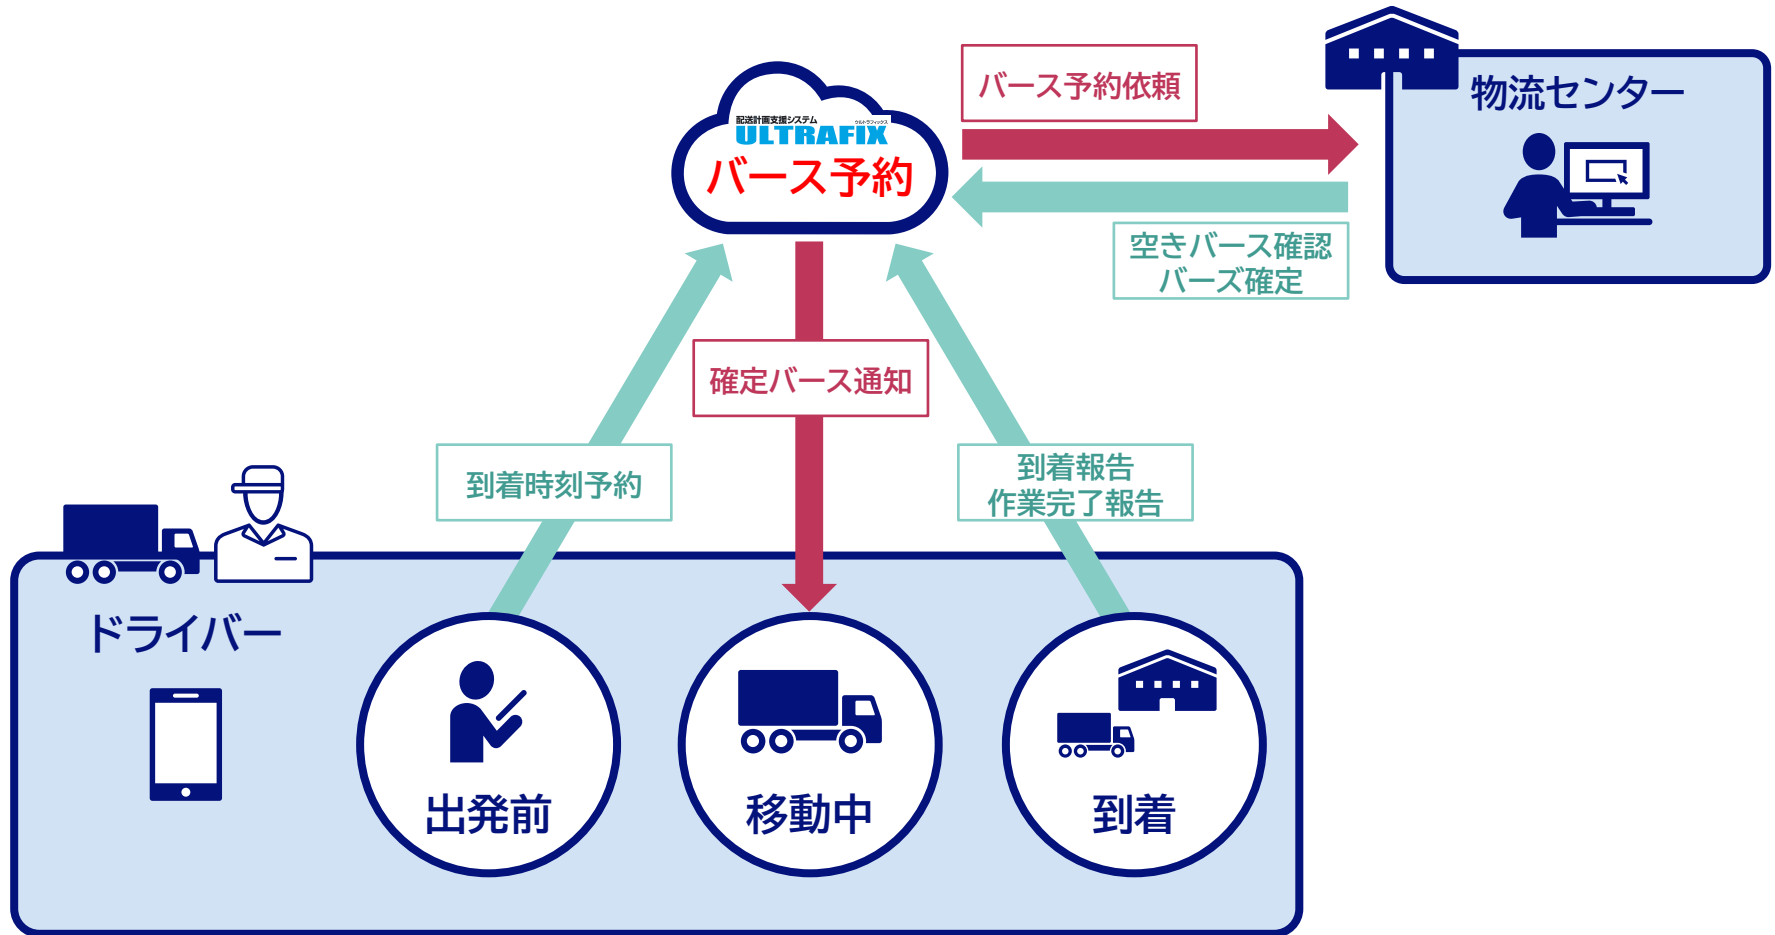 バース予約依頼
物流センター
配送計画支援システム
ウルトラフィックス
ULTRAFIX
バース予約
空きバース確認
バーズ確定
確定バース通知
到着時刻予約
到着報告
作業完了報告
ドライバー
出発前
移動中
到着